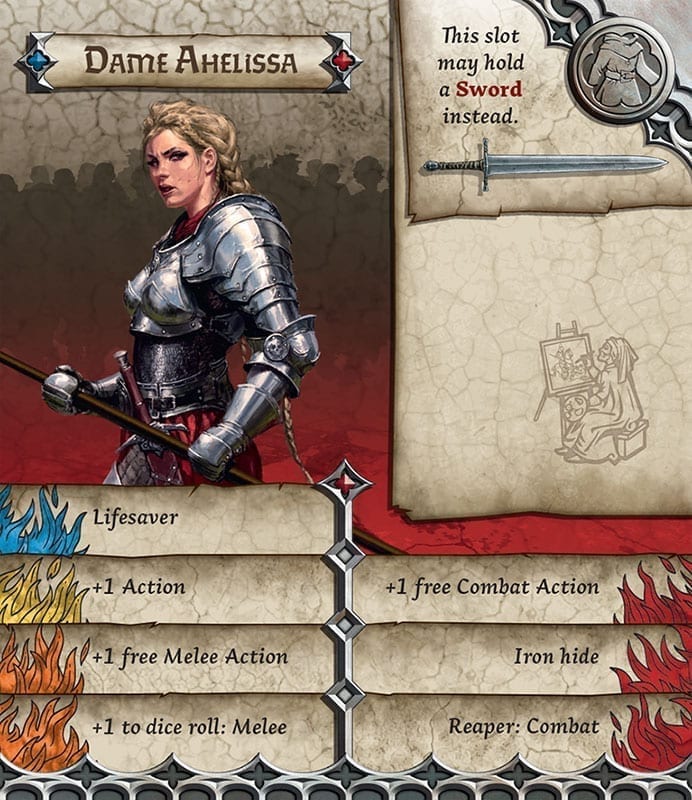 Dame Ahelissa
This slot
may hold
a Sword
instead.
Lifesaver
+1 Action
+1 free Melee Action
+1 to dice roll: Melee
+1 free Combat Action
Iron hide
Reaper: Combat